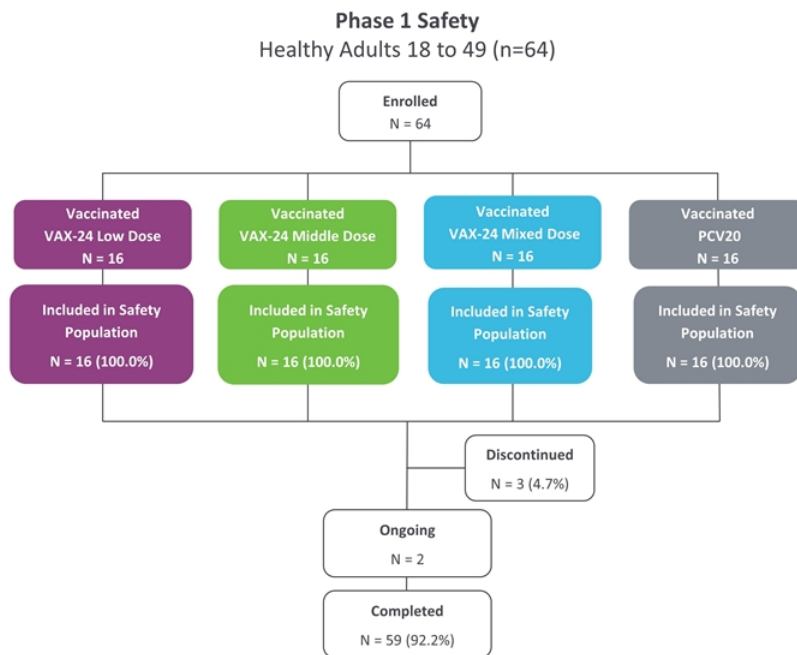 Phase 1 Safety
Healthy Adults 18 to 49 (n=64)
Enrolled
N = 64
Vaccinated
VAX-24 Low Dose
N = 16
Vaccinated
VAX-24 Middle Dose
N = 16
Vaccinated
VAX-24 Mixed Dose
N = 16
Vaccinated
PCV20
N = 16
Included in Safety
Population
N = 16 (100.0%)
Included in Safety
Population
N = 16 (100.0%)
Included in Safety
Population
N = 16 (100.0%)
Included in Safety
Population
N = 16 (100.0%)
Discontinued
N = 3 (4.7%)
Ongoing
N = 2
Completed
N = 59 (92.2%)